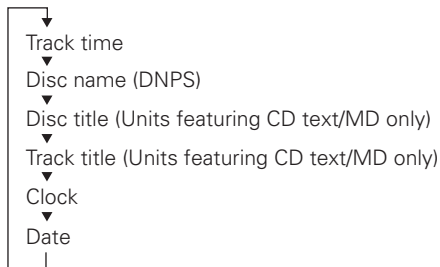 Track time
Disc name (DNPS)
Disc title (Units featuring CD text/MD only)
Track title (Units featuring CD text/MD only)
Clock
Date